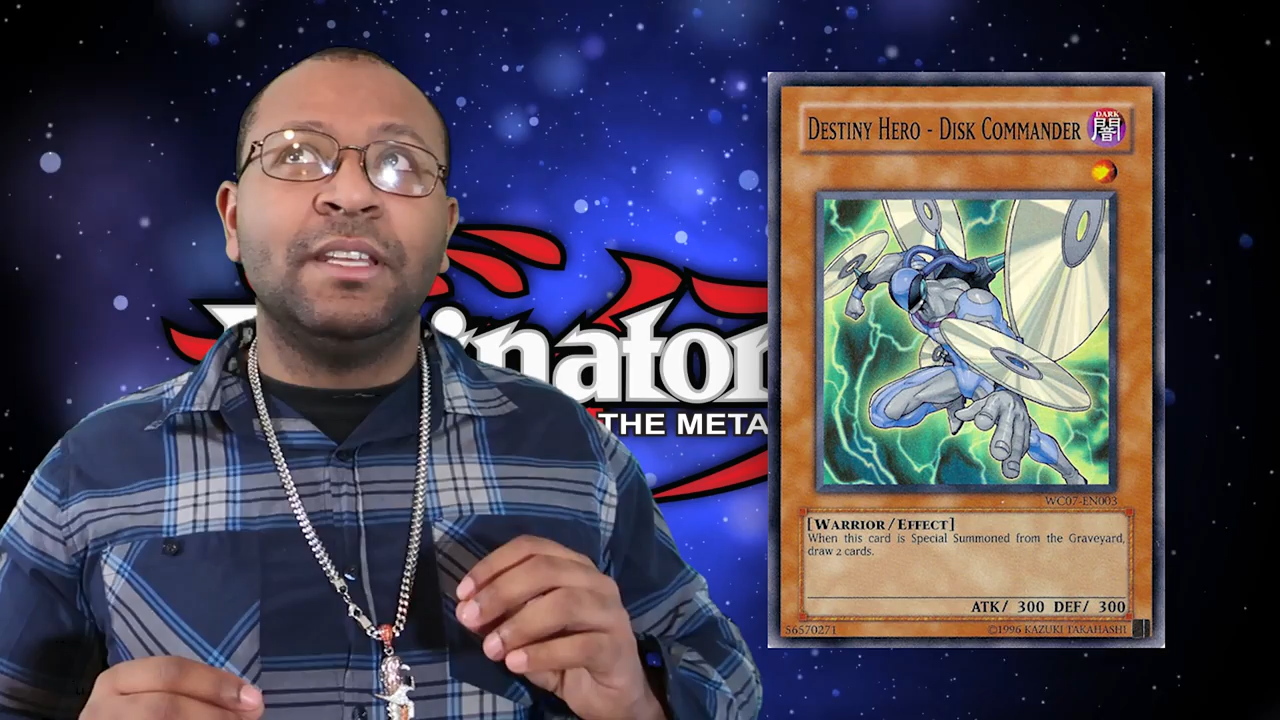 DESTINY HERO - DISK COMMANDER
DARK
闇
inator
THE META
WC07-EN003
[WARRIOR/EFFECT]
When this card is Special Summoned from the Graveyard,
draw 2 cards.
ATK/ 300 DEF/ 300
56570271
©1996 KAZUKI TAKAHASHI